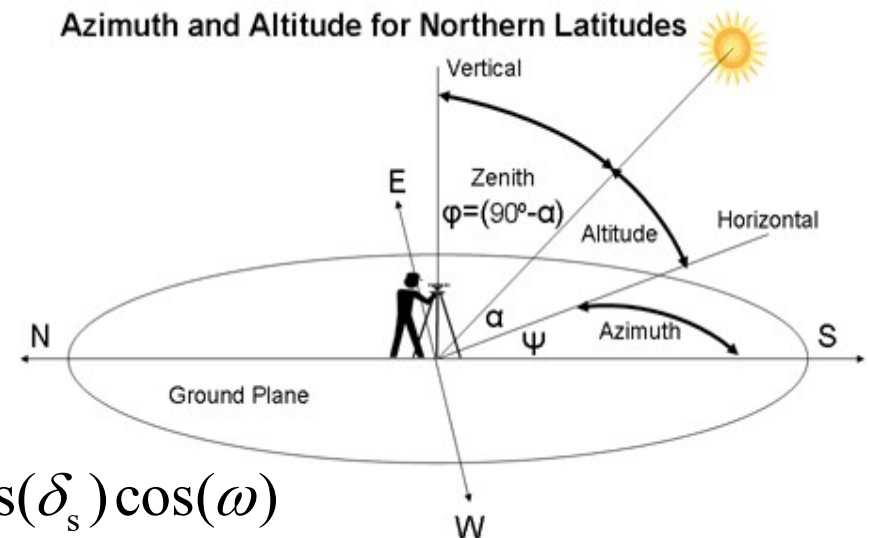 Azimuth and Altitude for Northern Latitudes
Vertical
E
Zenith
φ=(90º-α)
Altitude
Horizontal
N
α
Ψ
Azimuth
S
Ground Plane
s(δₛ)cos(ω)
W